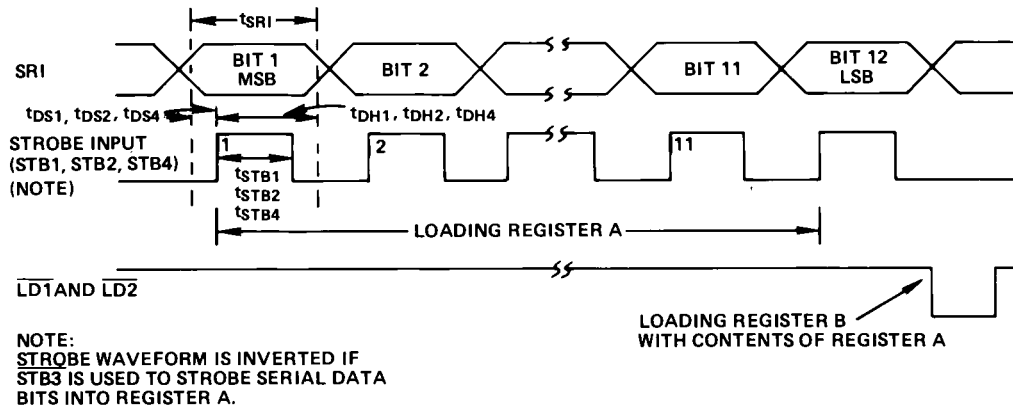 tSRI
SRI
BIT 1
MSB
BIT 2
BIT 11
BIT 12
LSB
tDS1, tDS2, tDS4
tDH1, tDH2, tDH4
STROBE INPUT
(STB1, STB2, STB4)
(NOTE)
1
2
11
tSTB1
tSTB2
tSTB4
LOADING REGISTER A
LD1 AND LD2
LOADING REGISTER B
WITH CONTENTS OF REGISTER A
NOTE:
STROBE WAVEFORM IS INVERTED IF
STB3 IS USED TO STROBE SERIAL DATA
BITS INTO REGISTER A.